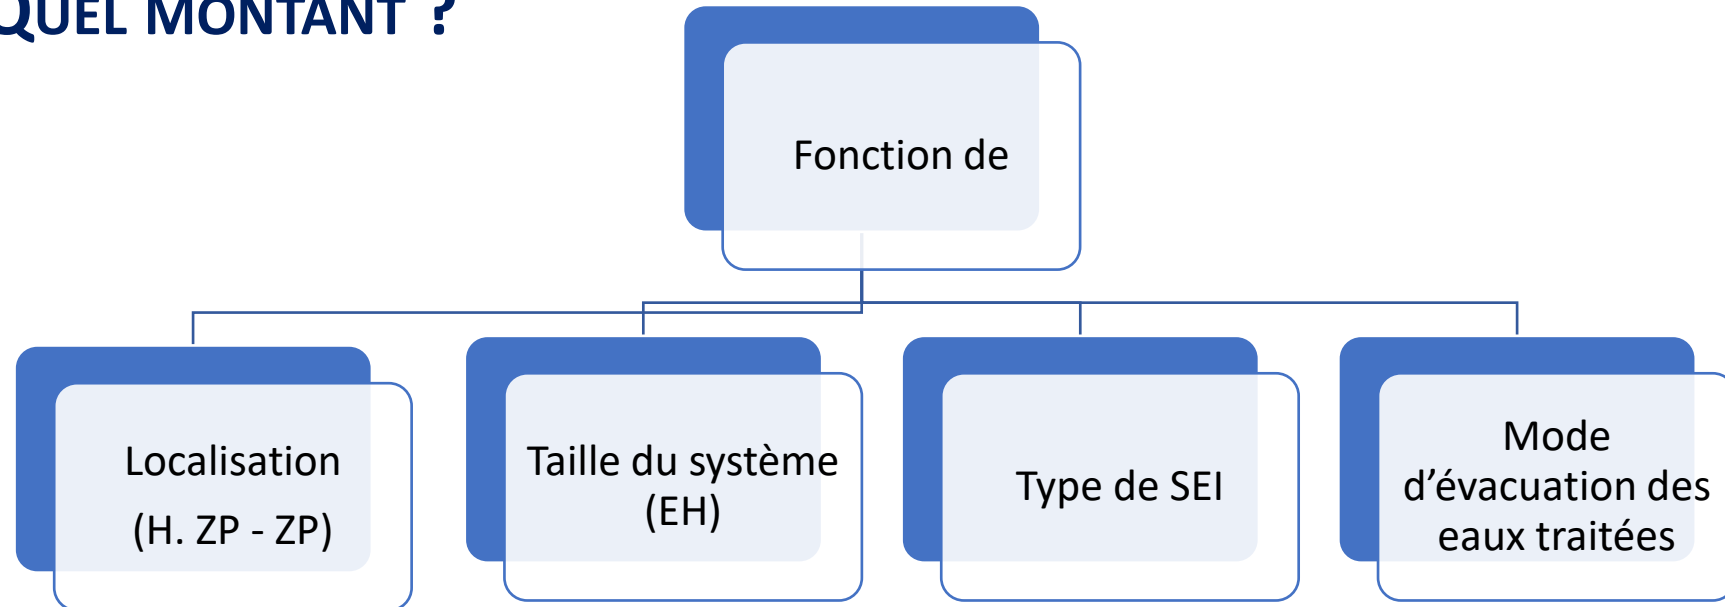 QUEL MONTANT ?
Fonction de
Localisation
(H. ZP - ZP)
Taille du système
(EH)
Type de SEI
Mode
d’évacuation des
eaux traitées